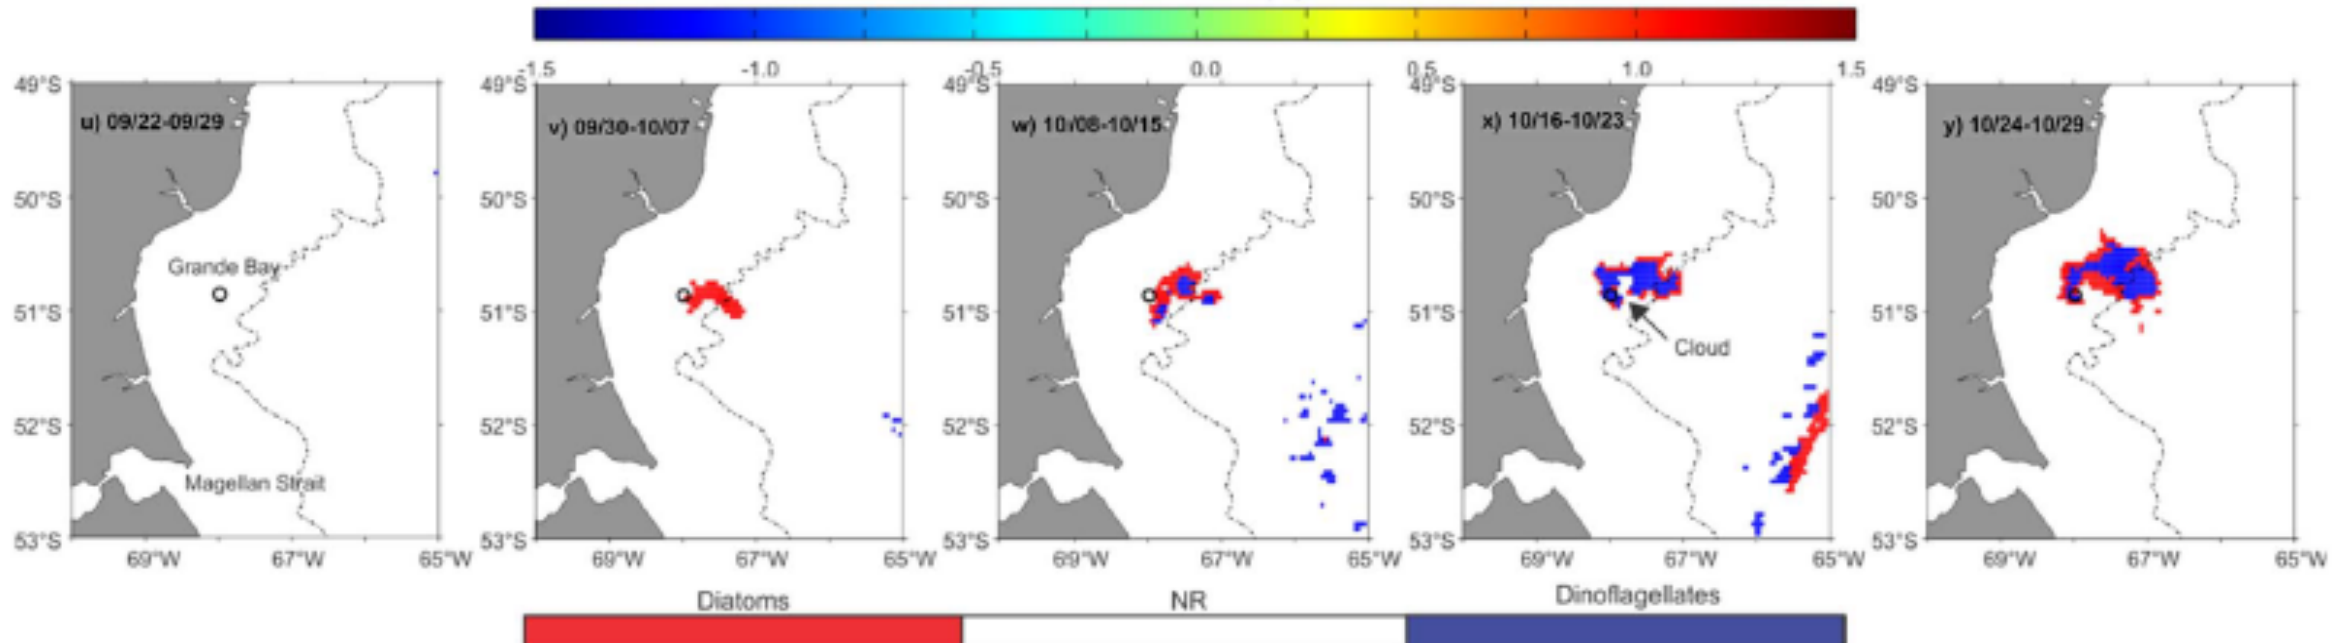 -1.5 -1.0 -0.5 0.0 0.5 1.0 1.5
49°S 49°S 49°S 49°S 49°S
u) 09/22-09/29 v) 09/30-10/07 w) 10/08-10/15 x) 10/16-10/23 y) 10/24-10/29
50°S 50°S 50°S 50°S 50°S
Grande Bay
51°S 51°S 51°S 51°S 51°S
Cloud
52°S 52°S 52°S 52°S 52°S
Magellan Strait
53°S 53°S 53°S 53°S 53°S
69°W 67°W 65°W 69°W 67°W 65°W 69°W 67°W 65°W 69°W 67°W 65°W 69°W 67°W 65°W
Diatoms NR Dinoflagellates